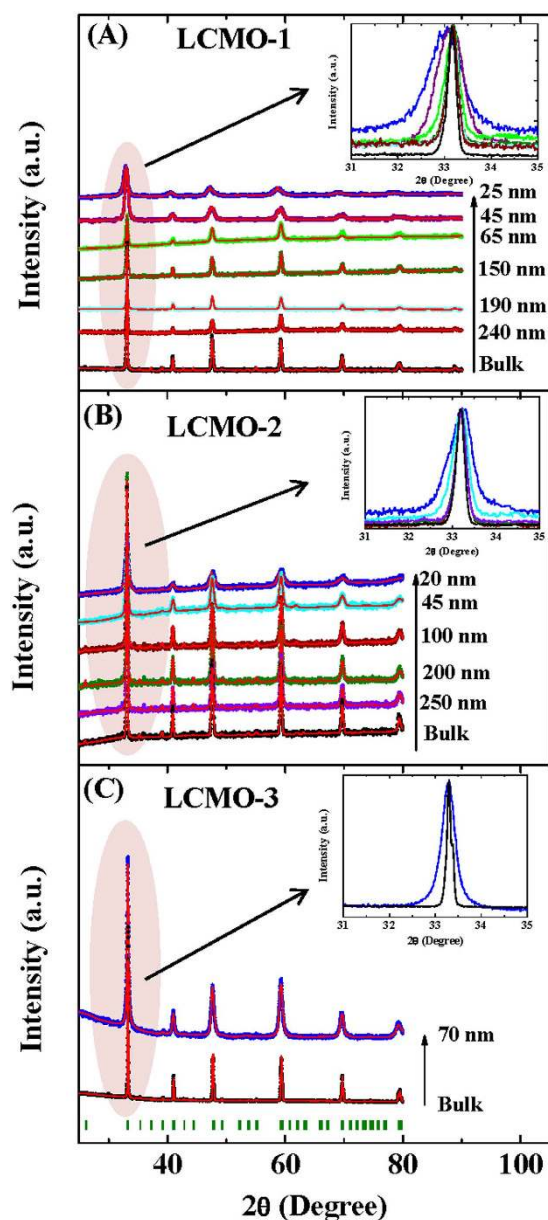 (A) LCMO-1
Intensity (a.u.)
Intensity (a.u.)
31 32 33 34 35
2θ (Degree)
25 nm
45 nm
65 nm
150 nm
190 nm
240 nm
Bulk
(B) LCMO-2
Intensity (a.u.)
Intensity (a.u.)
31 32 33 34 35
2θ (Degree)
20 nm
45 nm
100 nm
200 nm
250 nm
Bulk
(C) LCMO-3
Intensity (a.u.)
Intensity (a.u.)
31 32 33 34 35
2θ (Degree)
70 nm
Bulk
40 60 80 100
2θ (Degree)